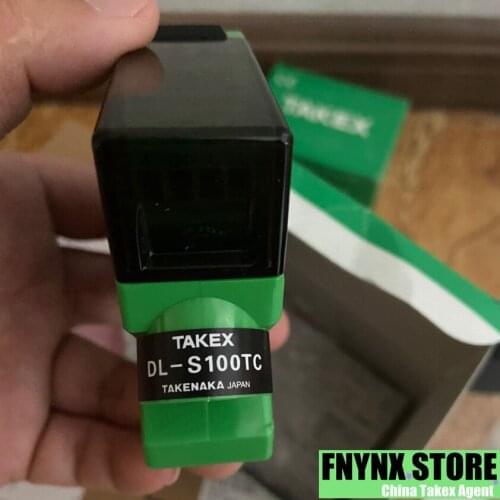 TAKEX
TAKEX
DL-S100TC
TAKENAKA JAPAN
FNYNX STORE
China Takex Agent